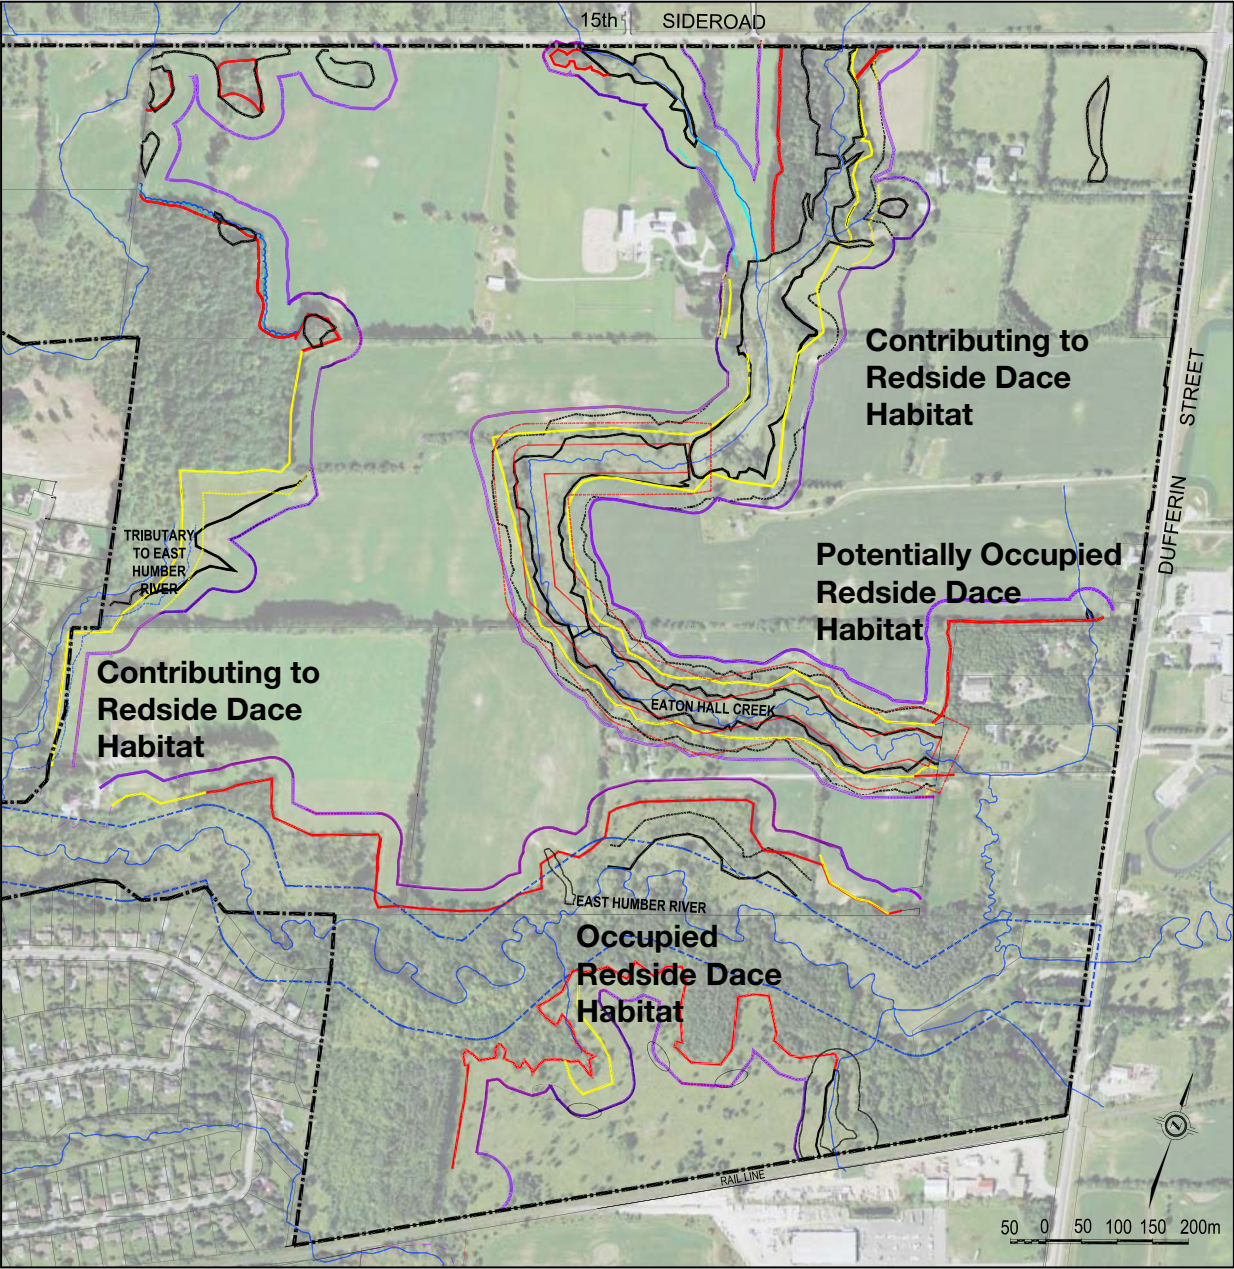 15th SIDEROAD
Contributing to
Redside Dace
Habitat
STREET
DUFFERIN
TRIBUTARY
TO EAST
HUMBER
RIVER
Potentially Occupied
Redside Dace
Habitat
Contributing to
Redside Dace
Habitat
EATON HALL CREEK
EAST HUMBER RIVER
Occupied
Redside Dace
Habitat
RAIL LINE
50 0 50 100 150 200m